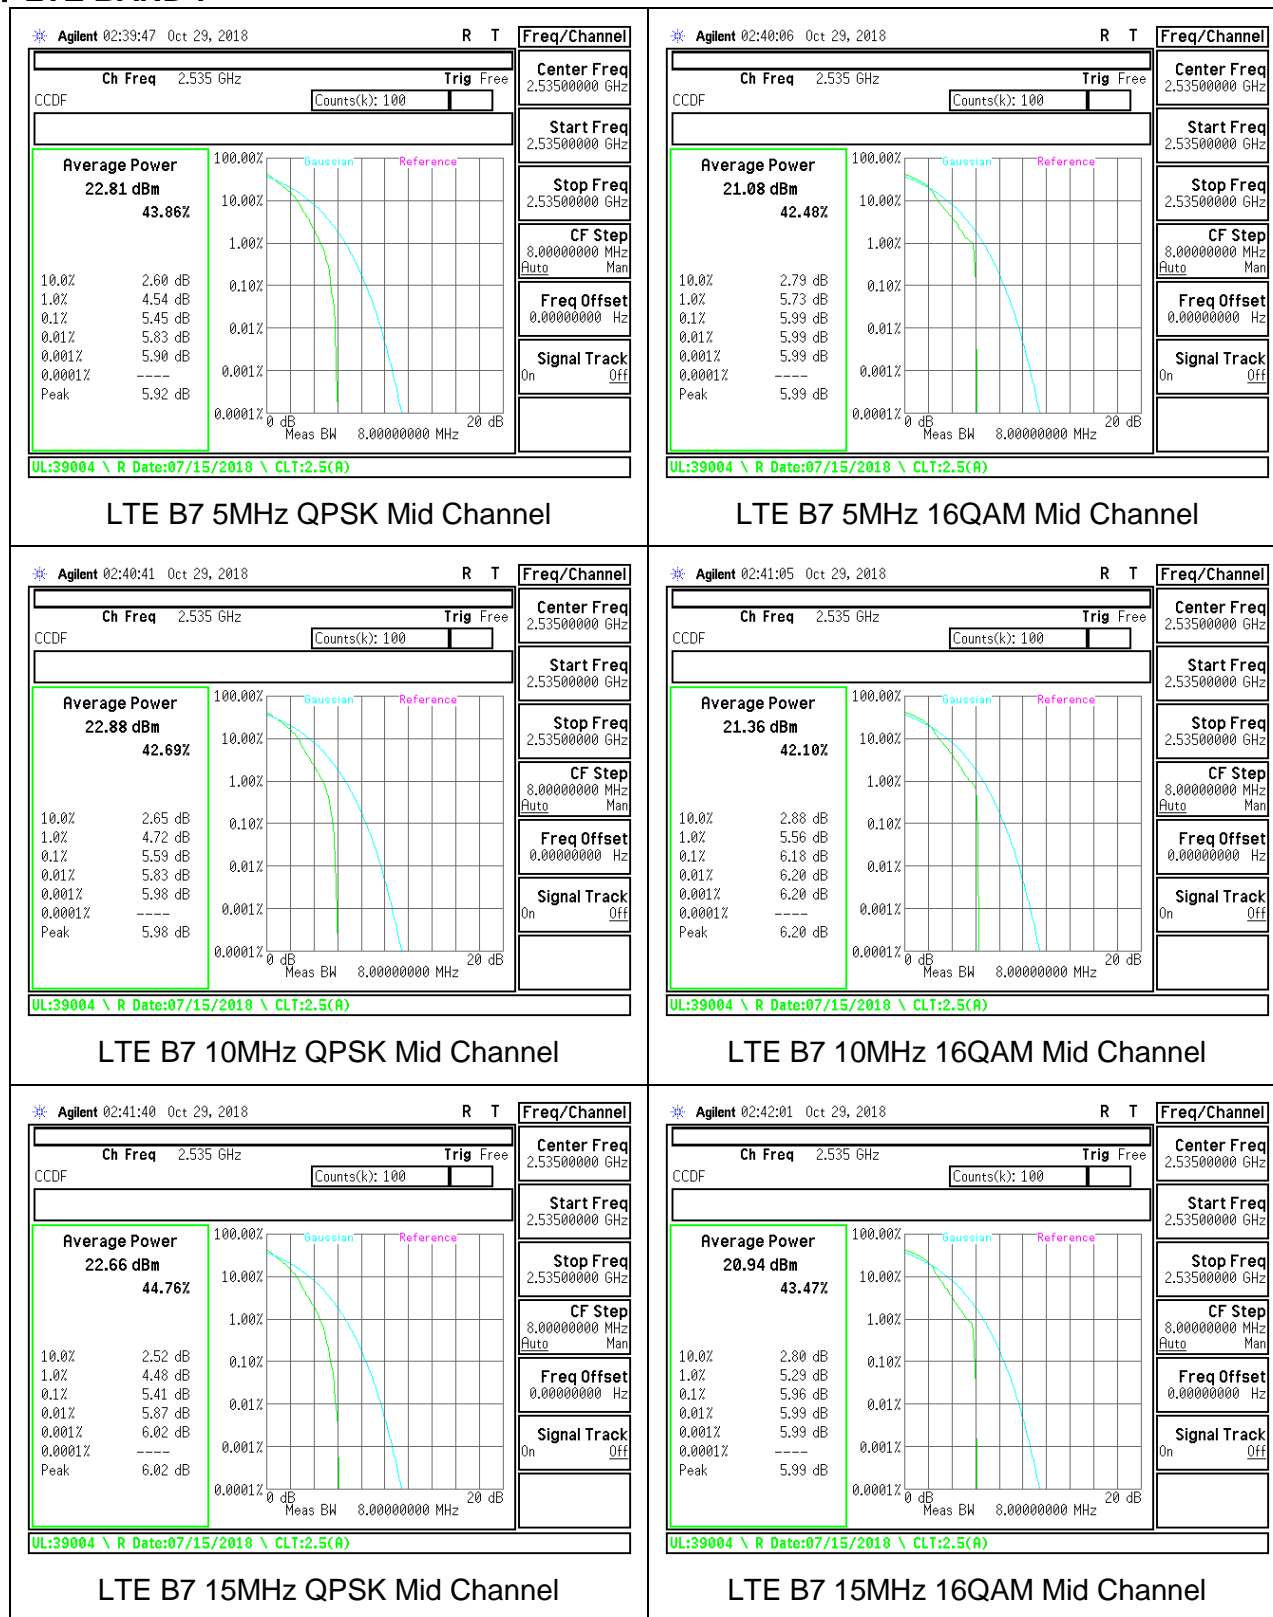 Agilent 02:39:47 Oct 29, 2018 R T Freq/Channel
Ch Freq 2.535 GHz Trig Free
CCDF Counts(k): 100
Center Freq
2.53500000 GHz
Start Freq
2.53500000 GHz
Stop Freq
2.53500000 GHz
CF Step
8.00000000 MHz
Auto Man
Freq Offset
0.00000000 Hz
Signal Track
On Off
Average Power
22.81 dBm
43.86%
10.0% 2.60 dB
1.0% 4.54 dB
0.1% 5.45 dB
0.01% 5.83 dB
0.001% 5.90 dB
0.0001% ----
Peak 5.92 dB
Gaussian Reference
100.00%
10.00%
1.00%
0.10%
0.01%
0.001%
0.0001%
0 dB 20 dB
Meas BW 8.00000000 MHz
UL:39004 \ R Date:07/15/2018 \ CLT:2.5(A)
LTE B7 5MHz QPSK Mid Channel
Agilent 02:40:06 Oct 29, 2018 R T Freq/Channel
Ch Freq 2.535 GHz Trig Free
CCDF Counts(k): 100
Center Freq
2.53500000 GHz
Start Freq
2.53500000 GHz
Stop Freq
2.53500000 GHz
CF Step
8.00000000 MHz
Auto Man
Freq Offset
0.00000000 Hz
Signal Track
On Off
Average Power
21.08 dBm
42.48%
10.0% 2.79 dB
1.0% 5.73 dB
0.1% 5.99 dB
0.01% 5.99 dB
0.001% 5.99 dB
0.0001% ----
Peak 5.99 dB
Gaussian Reference
100.00%
10.00%
1.00%
0.10%
0.01%
0.001%
0.0001%
0 dB 20 dB
Meas BW 8.00000000 MHz
UL:39004 \ R Date:07/15/2018 \ CLT:2.5(A)
LTE B7 5MHz 16QAM Mid Channel
Agilent 02:40:41 Oct 29, 2018 R T Freq/Channel
Ch Freq 2.535 GHz Trig Free
CCDF Counts(k): 100
Center Freq
2.53500000 GHz
Start Freq
2.53500000 GHz
Stop Freq
2.53500000 GHz
CF Step
8.00000000 MHz
Auto Man
Freq Offset
0.00000000 Hz
Signal Track
On Off
Average Power
22.88 dBm
42.69%
10.0% 2.65 dB
1.0% 4.72 dB
0.1% 5.59 dB
0.01% 5.83 dB
0.001% 5.98 dB
0.0001% ----
Peak 5.98 dB
Gaussian Reference
100.00%
10.00%
1.00%
0.10%
0.01%
0.001%
0.0001%
0 dB 20 dB
Meas BW 8.00000000 MHz
UL:39004 \ R Date:07/15/2018 \ CLT:2.5(A)
LTE B7 10MHz QPSK Mid Channel
Agilent 02:41:05 Oct 29, 2018 R T Freq/Channel
Ch Freq 2.535 GHz Trig Free
CCDF Counts(k): 100
Center Freq
2.53500000 GHz
Start Freq
2.53500000 GHz
Stop Freq
2.53500000 GHz
CF Step
8.00000000 MHz
Auto Man
Freq Offset
0.00000000 Hz
Signal Track
On Off
Average Power
21.36 dBm
42.10%
10.0% 2.88 dB
1.0% 5.56 dB
0.1% 6.18 dB
0.01% 6.20 dB
0.001% 6.20 dB
0.0001% ----
Peak 6.20 dB
Gaussian Reference
100.00%
10.00%
1.00%
0.10%
0.01%
0.001%
0.0001%
0 dB 20 dB
Meas BW 8.00000000 MHz
UL:39004 \ R Date:07/15/2018 \ CLT:2.5(A)
LTE B7 10MHz 16QAM Mid Channel
Agilent 02:41:40 Oct 29, 2018 R T Freq/Channel
Ch Freq 2.535 GHz Trig Free
CCDF Counts(k): 100
Center Freq
2.53500000 GHz
Start Freq
2.53500000 GHz
Stop Freq
2.53500000 GHz
CF Step
8.00000000 MHz
Auto Man
Freq Offset
0.00000000 Hz
Signal Track
On Off
Average Power
22.66 dBm
44.76%
10.0% 2.52 dB
1.0% 4.48 dB
0.1% 5.41 dB
0.01% 5.87 dB
0.001% 6.02 dB
0.0001% ----
Peak 6.02 dB
Gaussian Reference
100.00%
10.00%
1.00%
0.10%
0.01%
0.001%
0.0001%
0 dB 20 dB
Meas BW 8.00000000 MHz
UL:39004 \ R Date:07/15/2018 \ CLT:2.5(A)
LTE B7 15MHz QPSK Mid Channel
Agilent 02:42:01 Oct 29, 2018 R T Freq/Channel
Ch Freq 2.535 GHz Trig Free
CCDF Counts(k): 100
Center Freq
2.53500000 GHz
Start Freq
2.53500000 GHz
Stop Freq
2.53500000 GHz
CF Step
8.00000000 MHz
Auto Man
Freq Offset
0.00000000 Hz
Signal Track
On Off
Average Power
20.94 dBm
43.47%
10.0% 2.80 dB
1.0% 5.29 dB
0.1% 5.96 dB
0.01% 5.99 dB
0.001% 5.99 dB
0.0001% ----
Peak 5.99 dB
Gaussian Reference
100.00%
10.00%
1.00%
0.10%
0.01%
0.001%
0.0001%
0 dB 20 dB
Meas BW 8.00000000 MHz
UL:39004 \ R Date:07/15/2018 \ CLT:2.5(A)
LTE B7 15MHz 16QAM Mid Channel